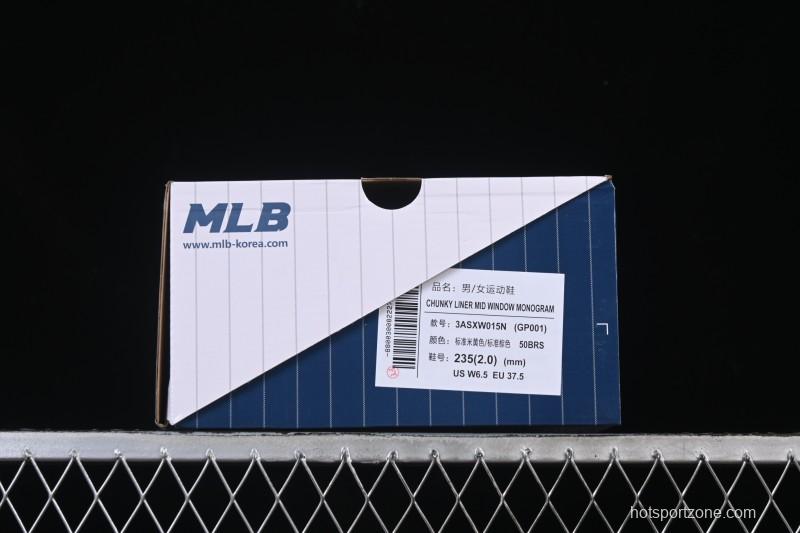 MLB
www.mlb-korea.com
品名: 男/女运动鞋
CHUNKY LINER MID WINDOW MONOGRAM
款号: 3ASXW015N (GP001)
颜色: 标准米黄色/标准棕色 50BRS
鞋号: 235(2.0) (mm)
US W6.5 EU 37.5
hotsportzone.com